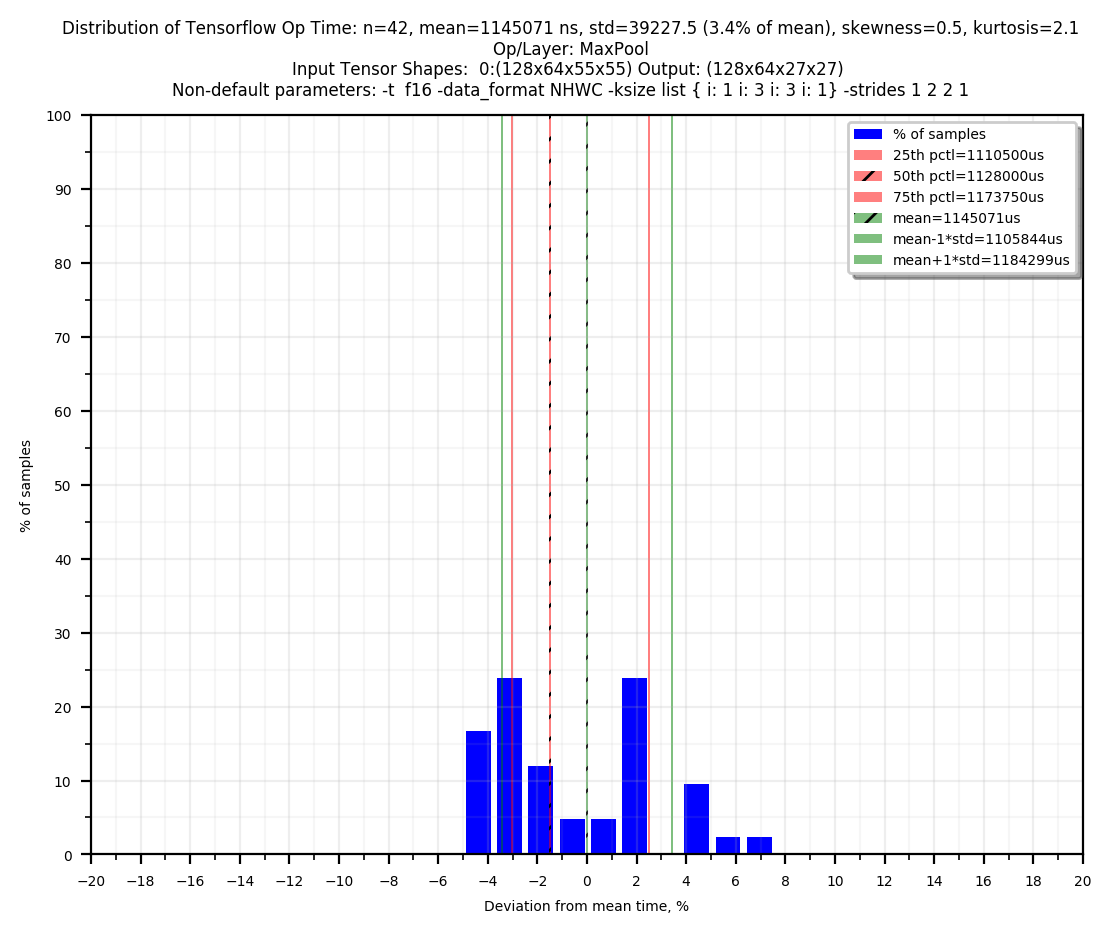 Distribution of Tensorflow Op Time: n=42, mean=1145071 ns, std=39227.5 (3.4% of mean), skewness=0.5, kurtosis=2.1
Op/Layer: MaxPool
Input Tensor Shapes:  0:(128x64x55x55) Output: (128x64x27x27)
Non-default parameters: -t  f16 -data_format NHWC -ksize list { i: 1 i: 3 i: 3 i: 1} -strides 1 2 2 1
% of samples
25th pctl=1110500us
50th pctl=1128000us
75th pctl=1173750us
mean=1145071us
mean-1*std=1105844us
mean+1*std=1184299us
100
90
80
70
60
50
40
30
20
10
0
% of samples
−20 −18 −16 −14 −12 −10 −8 −6 −4 −2 0 2 4 6 8 10 12 14 16 18 20
Deviation from mean time, %